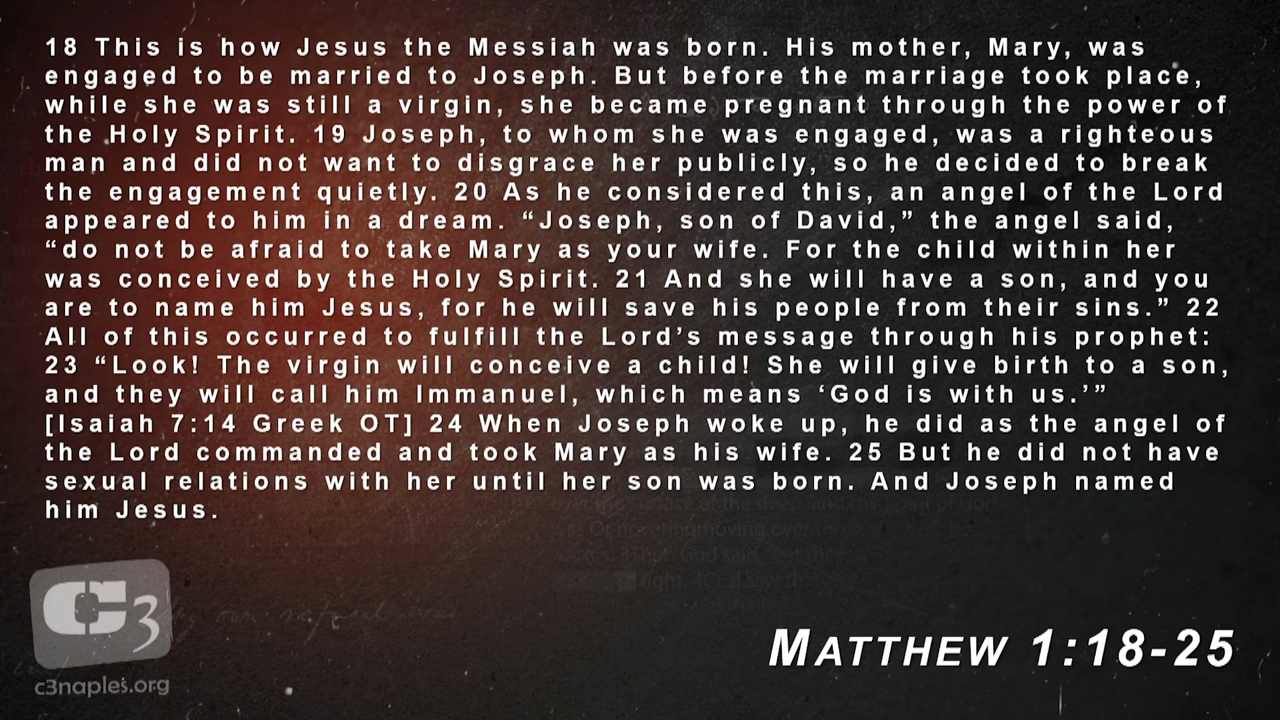 18 This is how Jesus the Messiah was born. His mother, Mary, was
engaged to be married to Joseph. But before the marriage took place,
while she was still a virgin, she became pregnant through the power of
the Holy Spirit. 19 Joseph, to whom she was engaged, was a righteous
man and did not want to disgrace her publicly, so he decided to break
the engagement quietly. 20 As he considered this, an angel of the Lord
appeared to him in a dream. “Joseph, son of David,” the angel said,
“do not be afraid to take Mary as your wife. For the child within her
was conceived by the Holy Spirit. 21 And she will have a son, and you
are to name him Jesus, for he will save his people from their sins.” 22
All of this occurred to fulfill the Lord’s message through his prophet:
23 “Look! The virgin will conceive a child! She will give birth to a son,
and they will call him Immanuel, which means ‘God is with us.’”
[Isaiah 7:14 Greek OT] 24 When Joseph woke up, he did as the angel of
the Lord commanded and took Mary as his wife. 25 But he did not have
sexual relations with her until her son was born. And Joseph named
him Jesus.
C3
c3naples.org
MATTHEW 1:18-25